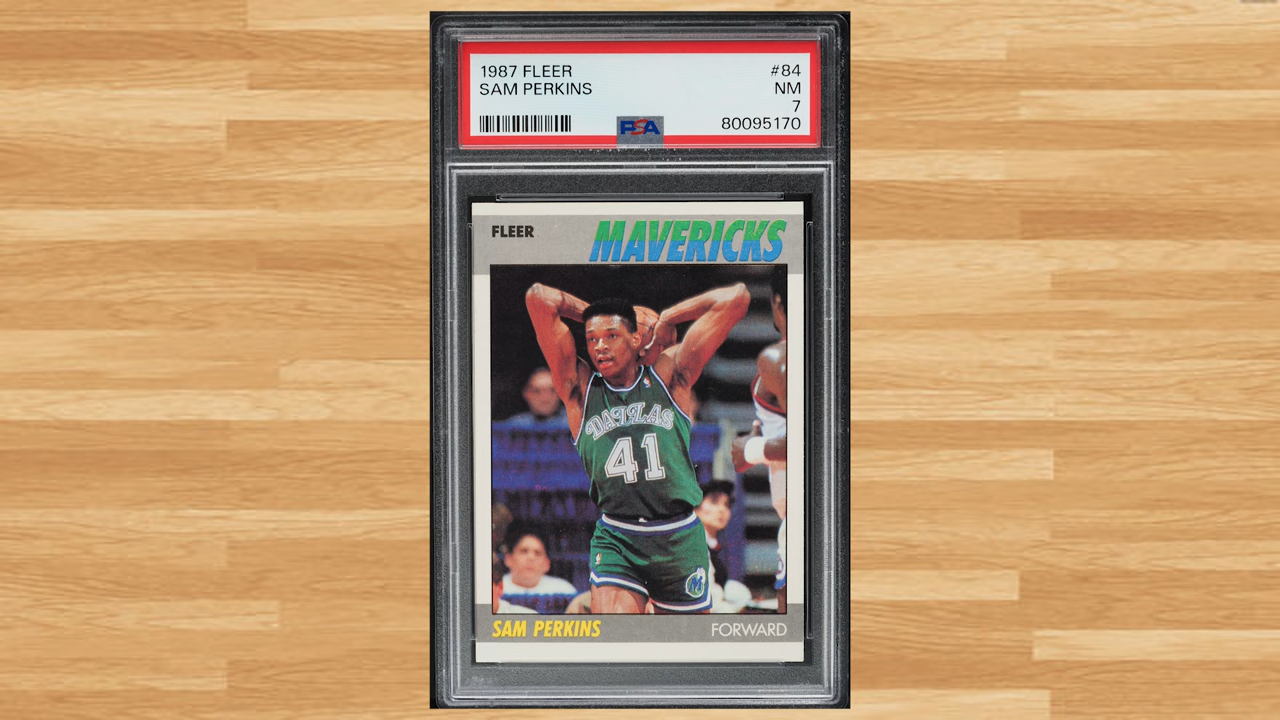 1987 FLEER #84
SAM PERKINS NM
7
PSA 80095170
FLEER MAVERICKS
DALLAS
41
M
SAM PERKINS FORWARD